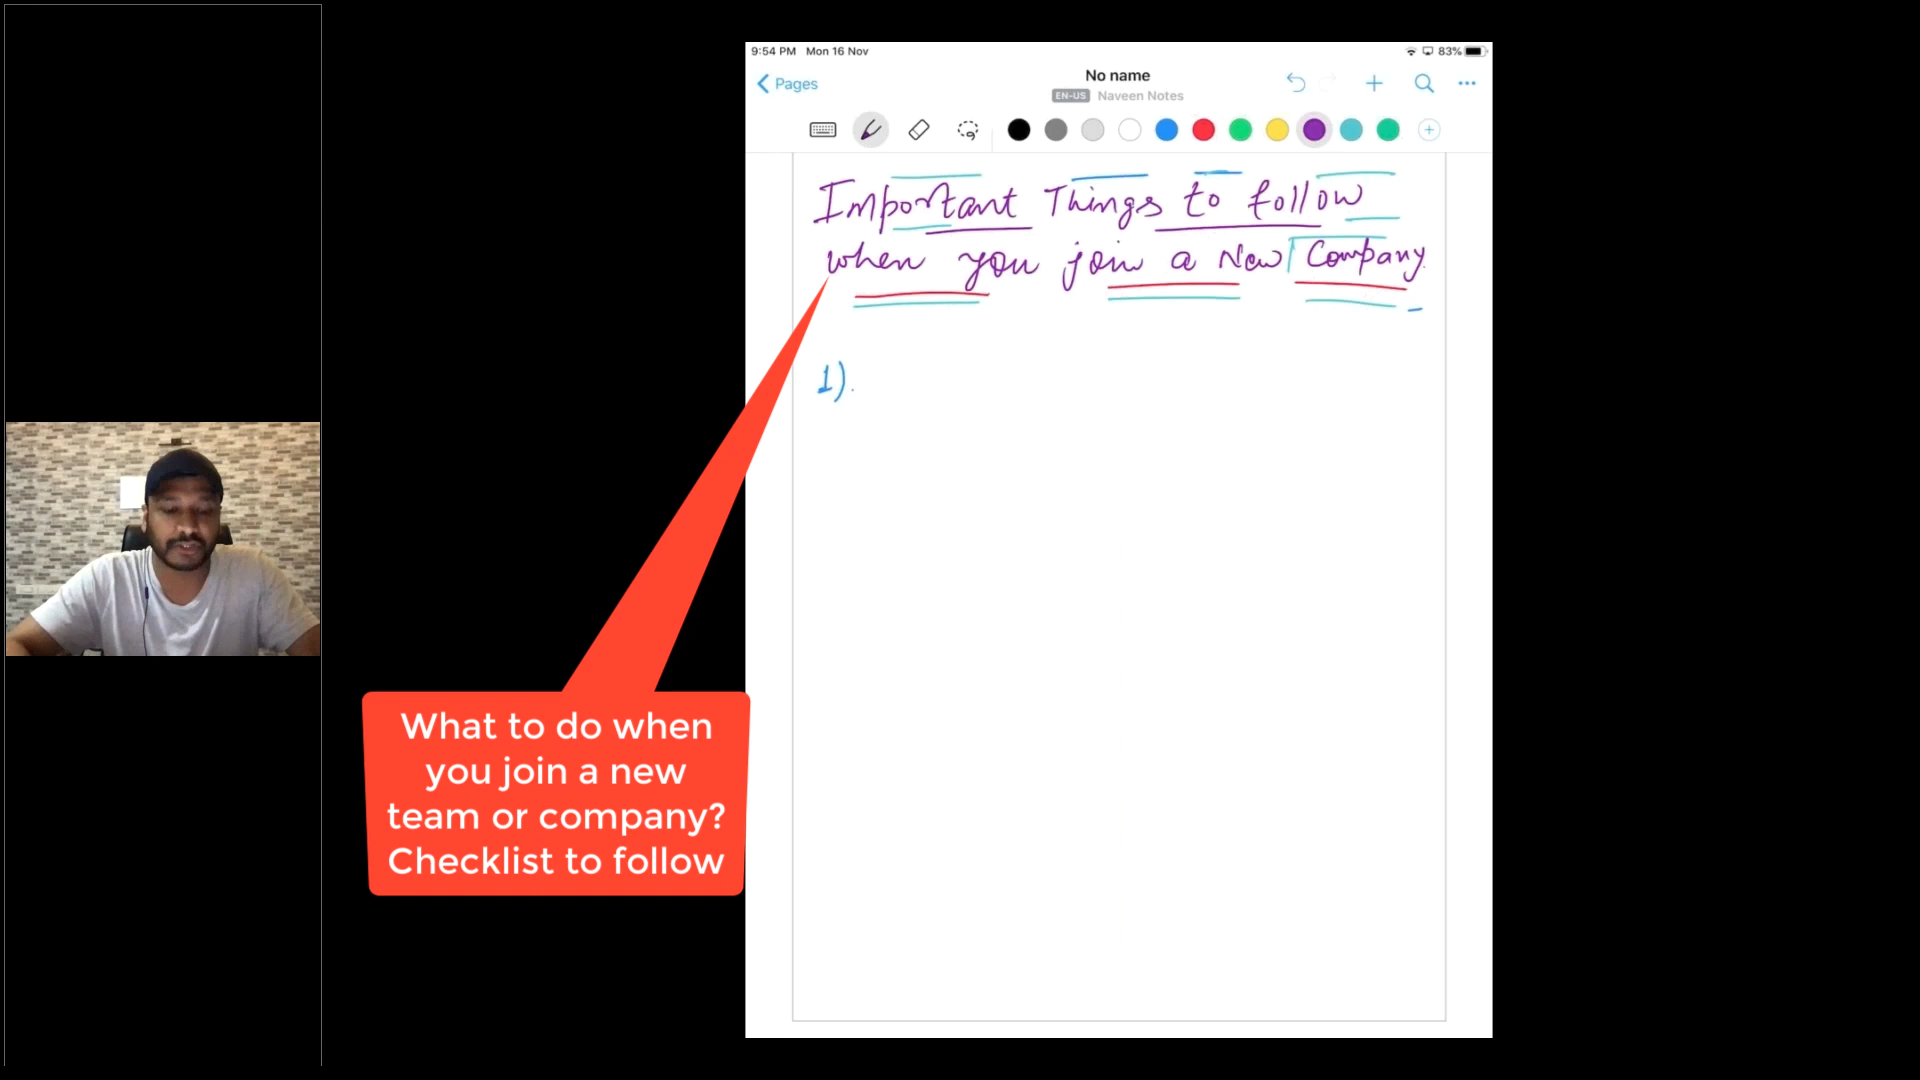 9:54 PM Mon 16 Nov
83%
Pages
No name
EN-US Naveen Notes
Important Things to follow
when you join a New Company.
1).
What to do when
you join a new
team or company?
Checklist to follow